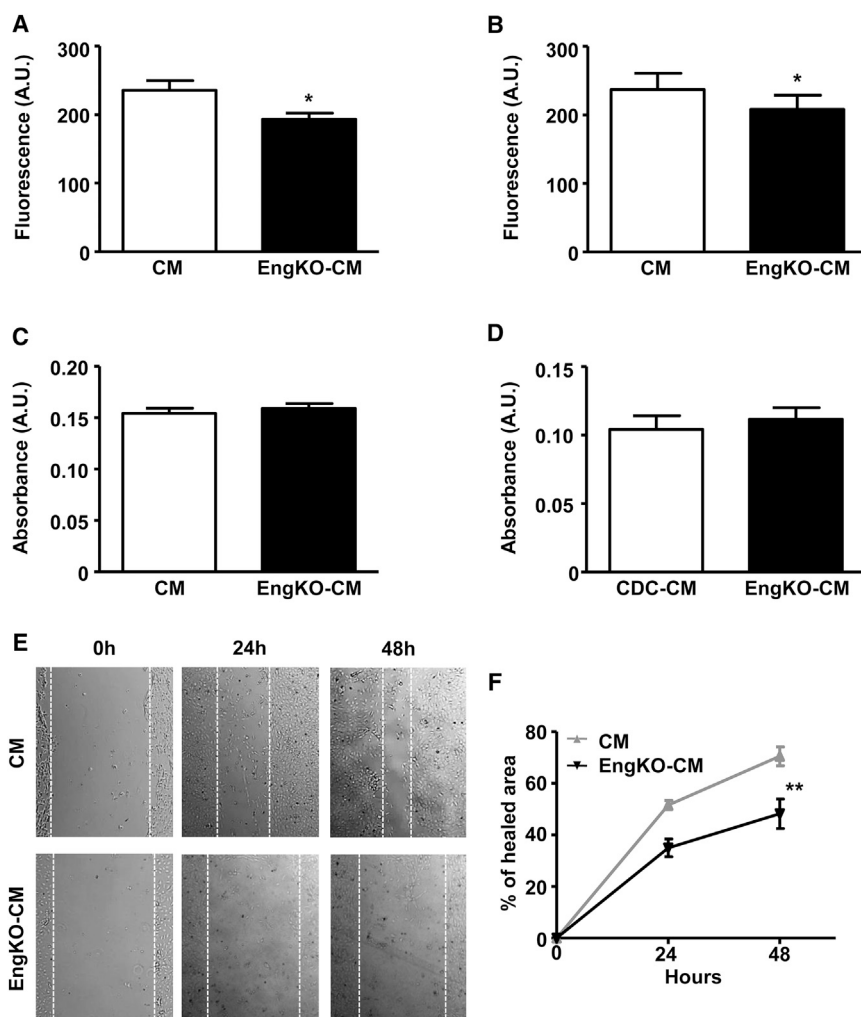 A
Fluorescence (A.U.)
300
200
100
0
*
CM
EngKO-CM
B
Fluorescence (A.U.)
300
200
100
0
*
CM
EngKO-CM
C
Absorbance (A.U.)
0.20
0.15
0.10
0.05
0
CM
EngKO-CM
D
Absorbance (A.U.)
0.15
0.10
0.05
0
CDC-CM
EngKO-CM
E
0h
24h
48h
CM
EngKO-CM
F
% of healed area
80
60
40
20
0
CM
EngKO-CM
**
0
24
48
Hours